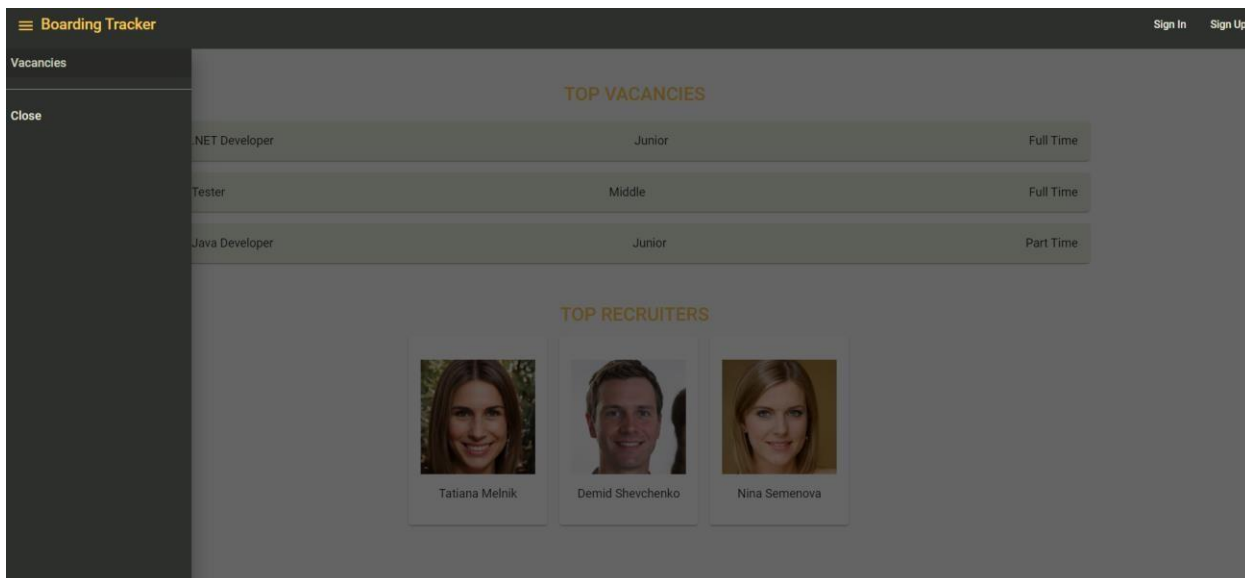 Boarding Tracker
Sign In Sign Up
Vacancies
Close
TOP VACANCIES
.NET Developer Junior Full Time
Tester Middle Full Time
Java Developer Junior Part Time
TOP RECRUITERS
Tatiana Melnik Demid Shevchenko Nina Semenova